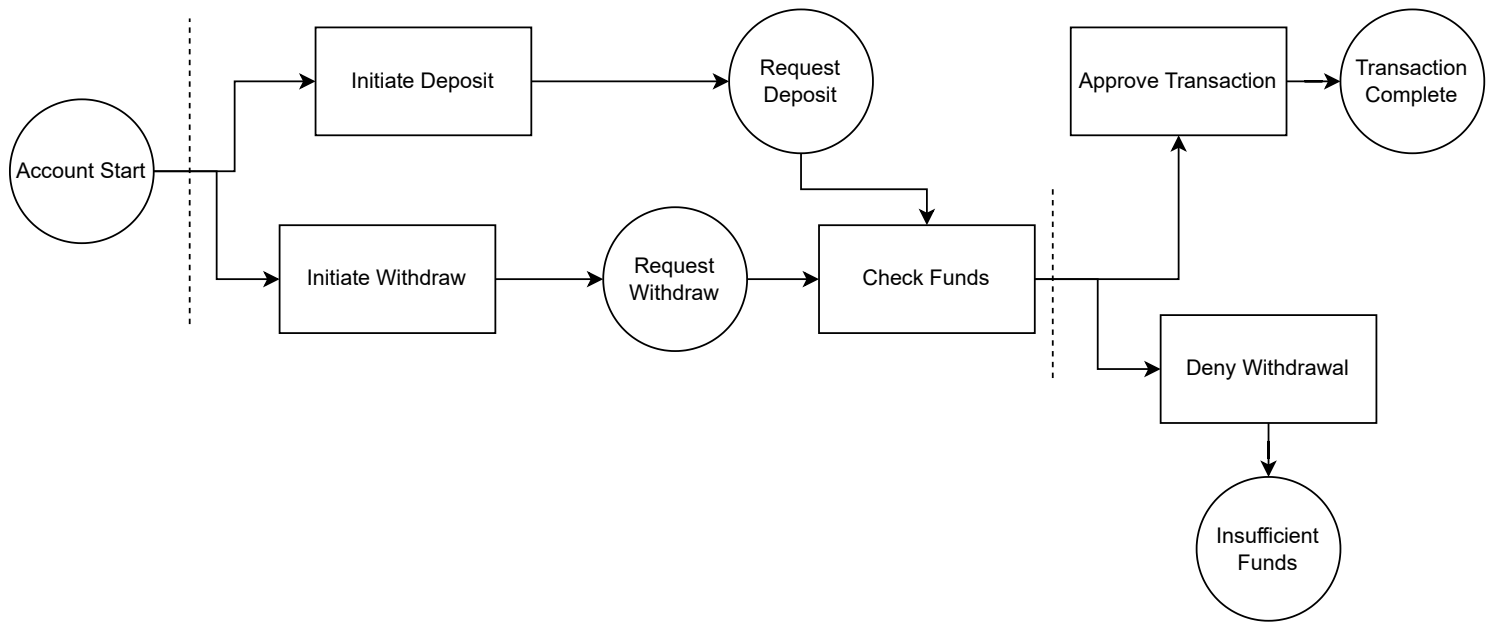 Account Start
Initiate Deposit
Request
Deposit
Initiate Withdraw
Request
Withdraw
Check Funds
Approve Transaction
Transaction
Complete
Deny Withdrawal
Insufficient
Funds